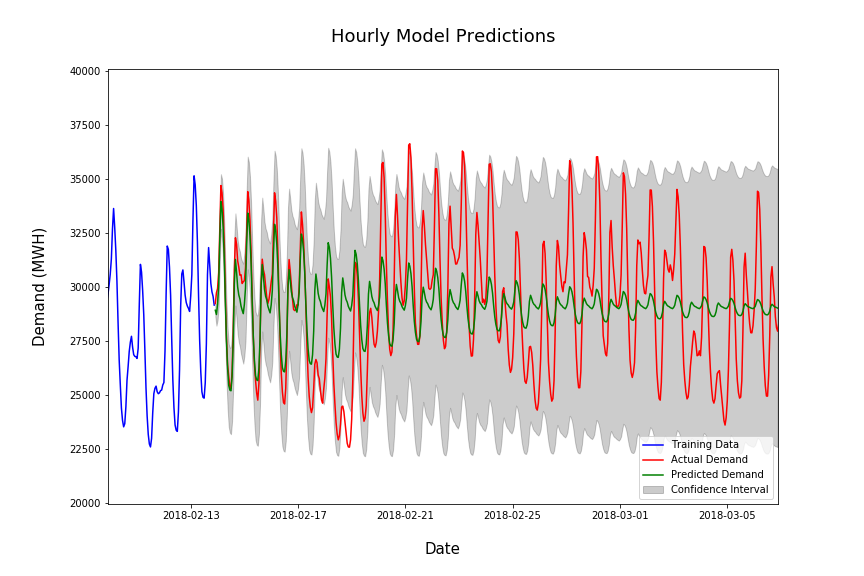 Hourly Model Predictions
40000
37500
35000
32500
30000
27500
25000
22500
20000
Demand (MWH)
Training Data
Actual Demand
Predicted Demand
Confidence Interval
2018-02-13
2018-02-17
2018-02-21
2018-02-25
2018-03-01
2018-03-05
Date